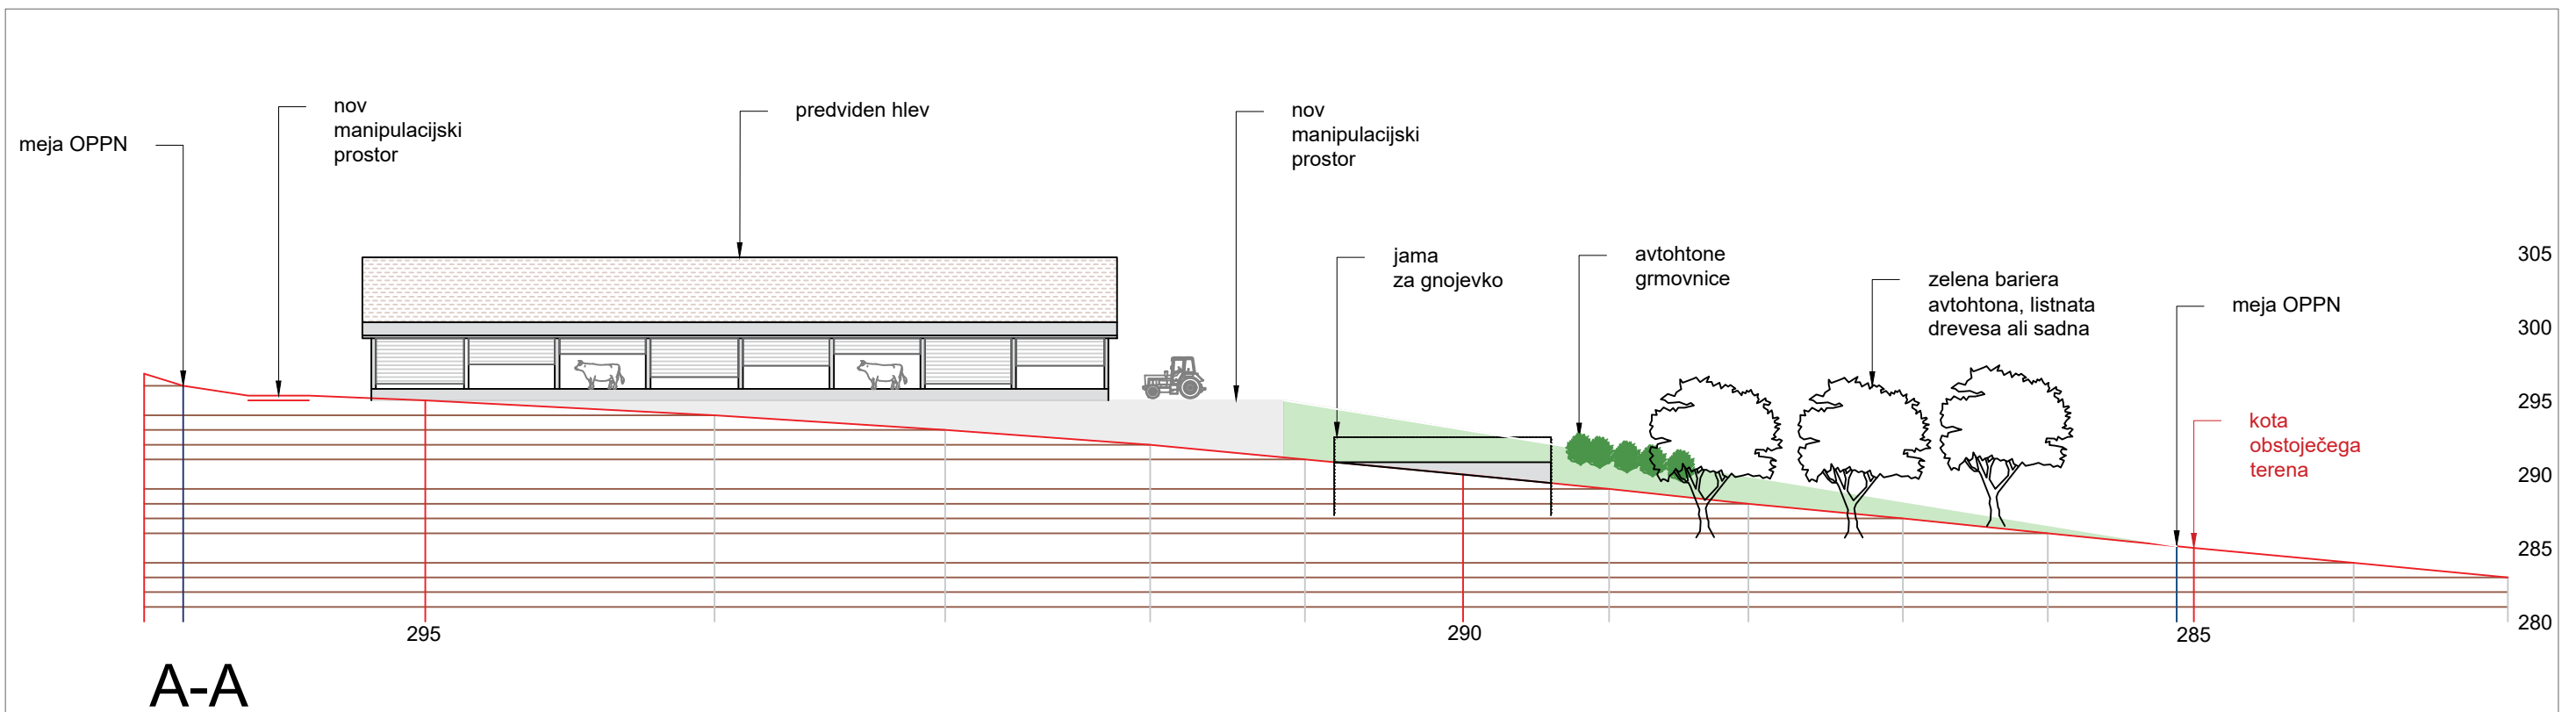 meja OPPN
nov
manipulacijski
prostor
predviden hlev
nov
manipulacijski
prostor
jama
za gnojevko
avtohtone
grmovnice
zelena bariera
avtohtona, listnata
drevesa ali sadna
meja OPPN
kota
obstoječega
terena
305
300
295
290
285
280
295
290
285
A-A